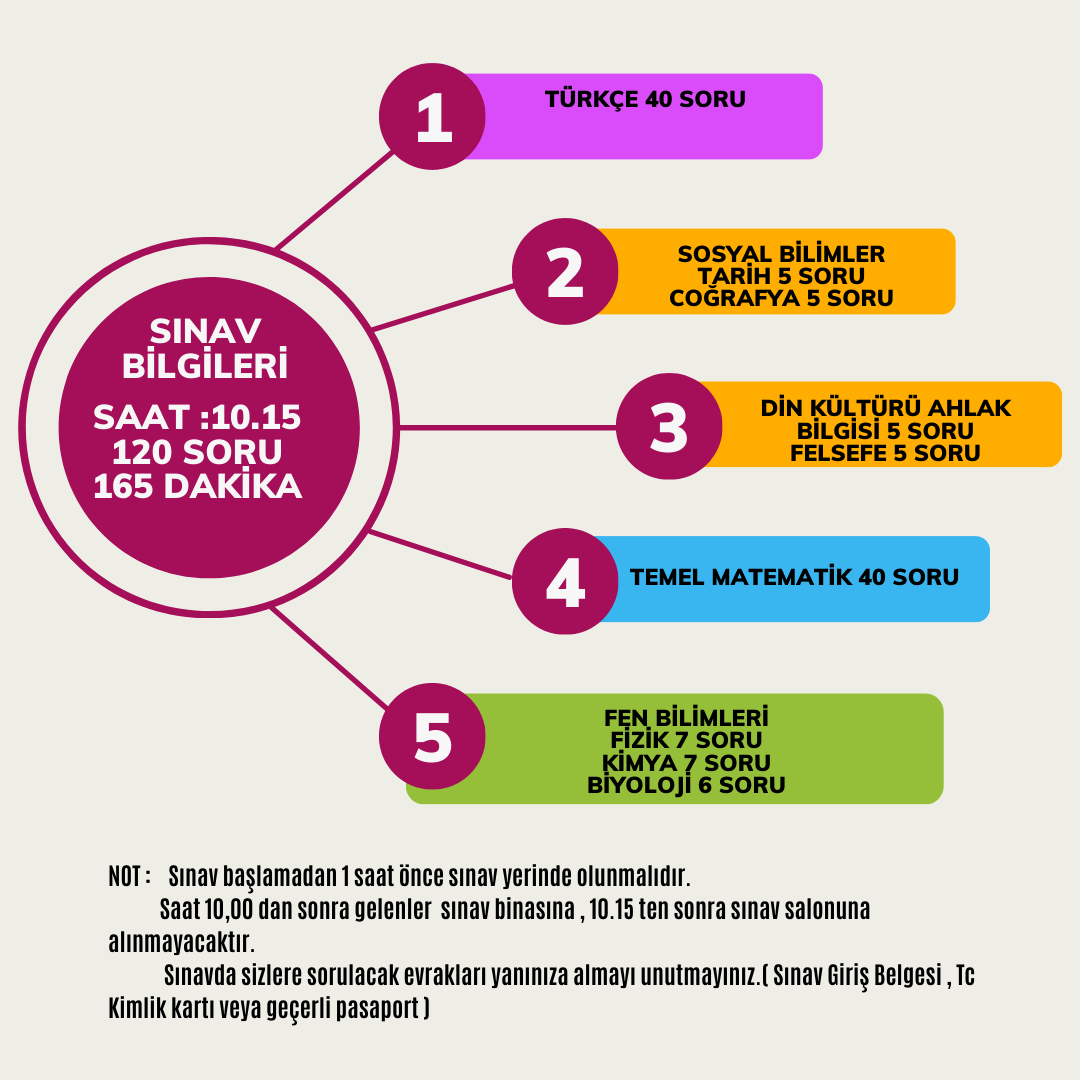 SINAV
BİLGİLERİ
SAAT :10.15
120 SORU
165 DAKİKA
1
TÜRKÇE 40 SORU
2
SOSYAL BİLİMLER
TARİH 5 SORU
COĞRAFYA 5 SORU
3
DİN KÜLTÜRÜ AHLAK
BİLGİSİ 5 SORU
FELSEFE 5 SORU
4
TEMEL MATEMATİK 40 SORU
5
FEN BİLİMLERİ
FİZİK 7 SORU
KİMYA 7 SORU
BİYOLOJİ 6 SORU
NOT : Sınav başlamadan 1 saat önce sınav yerinde olunmalıdır.
Saat 10,00 dan sonra gelenler sınav binasına , 10.15 ten sonra sınav salonuna
alınmayacaktır.
Sınavda sizlere sorulacak evrakları yanınıza almayı unutmayınız.( Sınav Giriş Belgesi , Tc
Kimlik kartı veya geçerli pasaport )